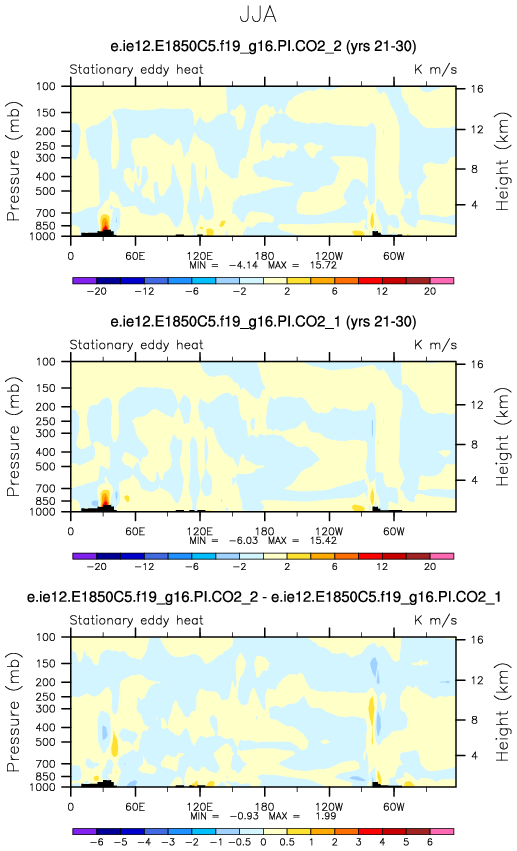 JJA
e.ie12.E1850C5.f19_g16.PI.CO2_2 (yrs 21-30)
Stationary eddy heat K m/s
Pressure (mb)
100
150
200
250
300
400
500
700
850
1000
16
12
8
4
Height (km)
0 60E 120E 180 120W 60W
MIN = -4.14 MAX = 15.72
-20 -12 -6 -2 2 6 12 20
e.ie12.E1850C5.f19_g16.PI.CO2_1 (yrs 21-30)
Stationary eddy heat K m/s
Pressure (mb)
100
150
200
250
300
400
500
700
850
1000
16
12
8
4
Height (km)
0 60E 120E 180 120W 60W
MIN = -6.03 MAX = 15.42
-20 -12 -6 -2 2 6 12 20
e.ie12.E1850C5.f19_g16.PI.CO2_2 - e.ie12.E1850C5.f19_g16.PI.CO2_1
Stationary eddy heat K m/s
Pressure (mb)
100
150
200
250
300
400
500
700
850
1000
16
12
8
4
Height (km)
0 60E 120E 180 120W 60W
MIN = -0.93 MAX = 1.99
-6 -5 -4 -3 -2 -1 -0.5 0 0.5 1 2 3 4 5 6